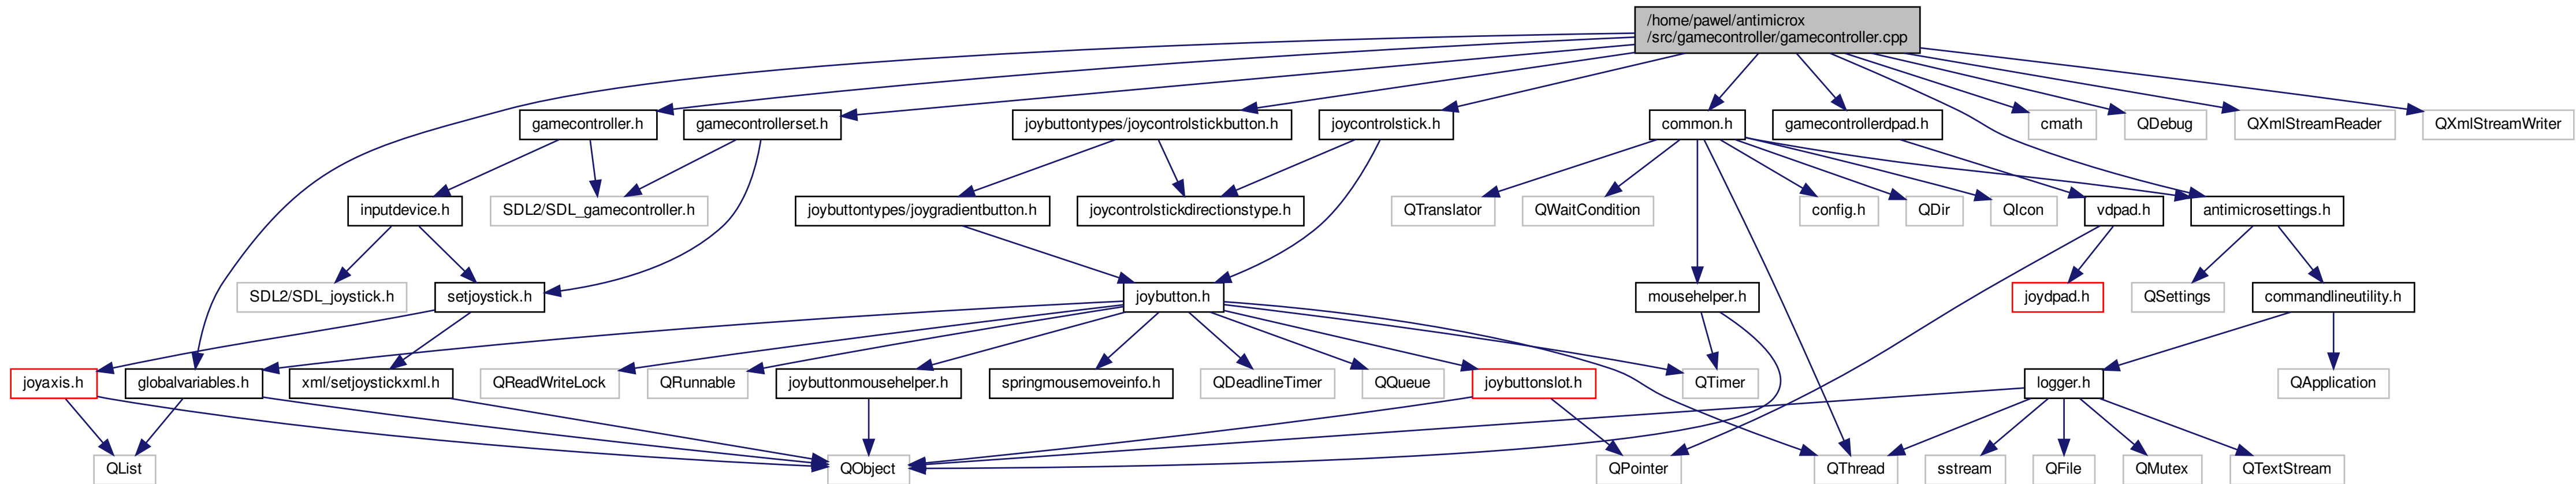 /home/pawel/antimicrox
/src/gamecontroller/gamecontroller.cpp
gamecontroller.h
gamecontrollerset.h
joybuttontypes/joycontrolstickbutton.h
joycontrolstick.h
common.h
gamecontrollerdpad.h
cmath
QDebug
QXmlStreamReader
QXmlStreamWriter
inputdevice.h
SDL2/SDL_gamecontroller.h
joybuttontypes/joygradientbutton.h
joycontrolstickdirectionstype.h
QTranslator
QWaitCondition
config.h
QDir
QIcon
vdpad.h
antimicrosettings.h
SDL2/SDL_joystick.h
setjoystick.h
joybutton.h
mousehelper.h
joydpad.h
QSettings
commandlineutility.h
joyaxis.h
globalvariables.h
xml/setjoystickxml.h
QReadWriteLock
QRunnable
joybuttonmousehelper.h
springmousemoveinfo.h
QDeadlineTimer
QQueue
joybuttonslot.h
QTimer
logger.h
QApplication
QList
QObject
QPointer
QThread
sstream
QFile
QMutex
QTextStream